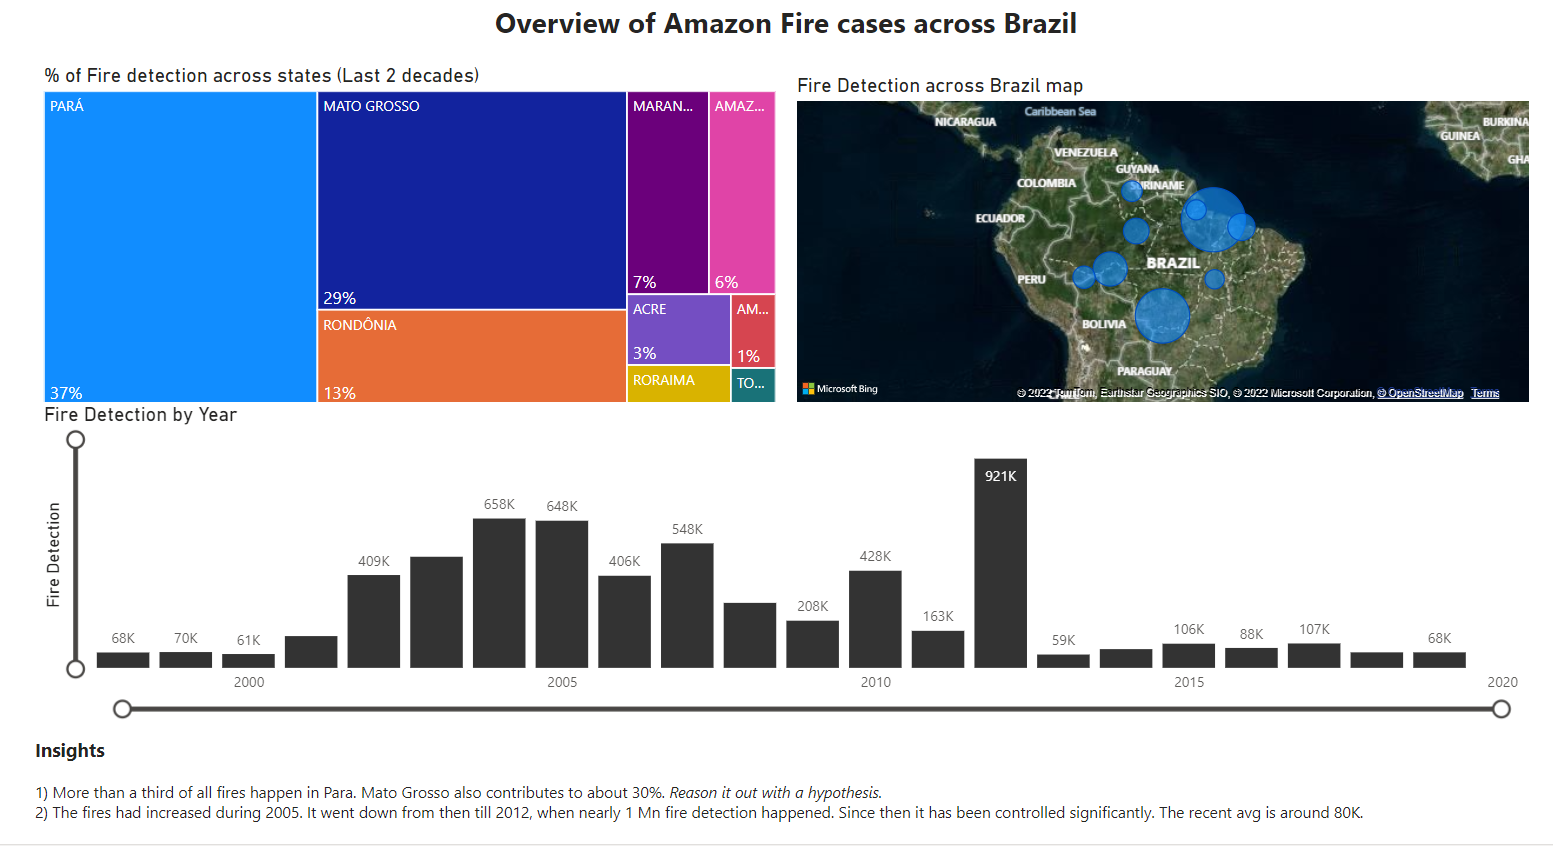 Overview of Amazon Fire cases across Brazil
% of Fire detection across states (Last 2 decades)
PARÁ
37%
MATO GROSSO
29%
RONDÔNIA
13%
MARAN...
7%
AMAZ...
6%
ACRE
3%
AM...
1%
RORAIMA
TO...
Fire Detection across Brazil map
Caribbean Sea
NICARAGUA
BURKINA
GUINEA
GHA
VENEZUELA
GUYANA
COLOMBIA
SURINAME
ECUADOR
BRAZIL
PERU
BOLIVIA
PARAGUAY
Microsoft Bing
© 2022 TomTom, Earthstar Geographics SIO, © 2022 Microsoft Corporation, © OpenStreetMap Terms
Fire Detection by Year
Fire Detection
68K
70K
61K
409K
658K
648K
406K
548K
208K
428K
163K
921K
59K
106K
88K
107K
68K
2000
2005
2010
2015
2020
Insights
1) More than a third of all fires happen in Para. Mato Grosso also contributes to about 30%. Reason it out with a hypothesis.
2) The fires had increased during 2005. It went down from then till 2012, when nearly 1 Mn fire detection happened. Since then it has been controlled significantly. The recent avg is around 80K.